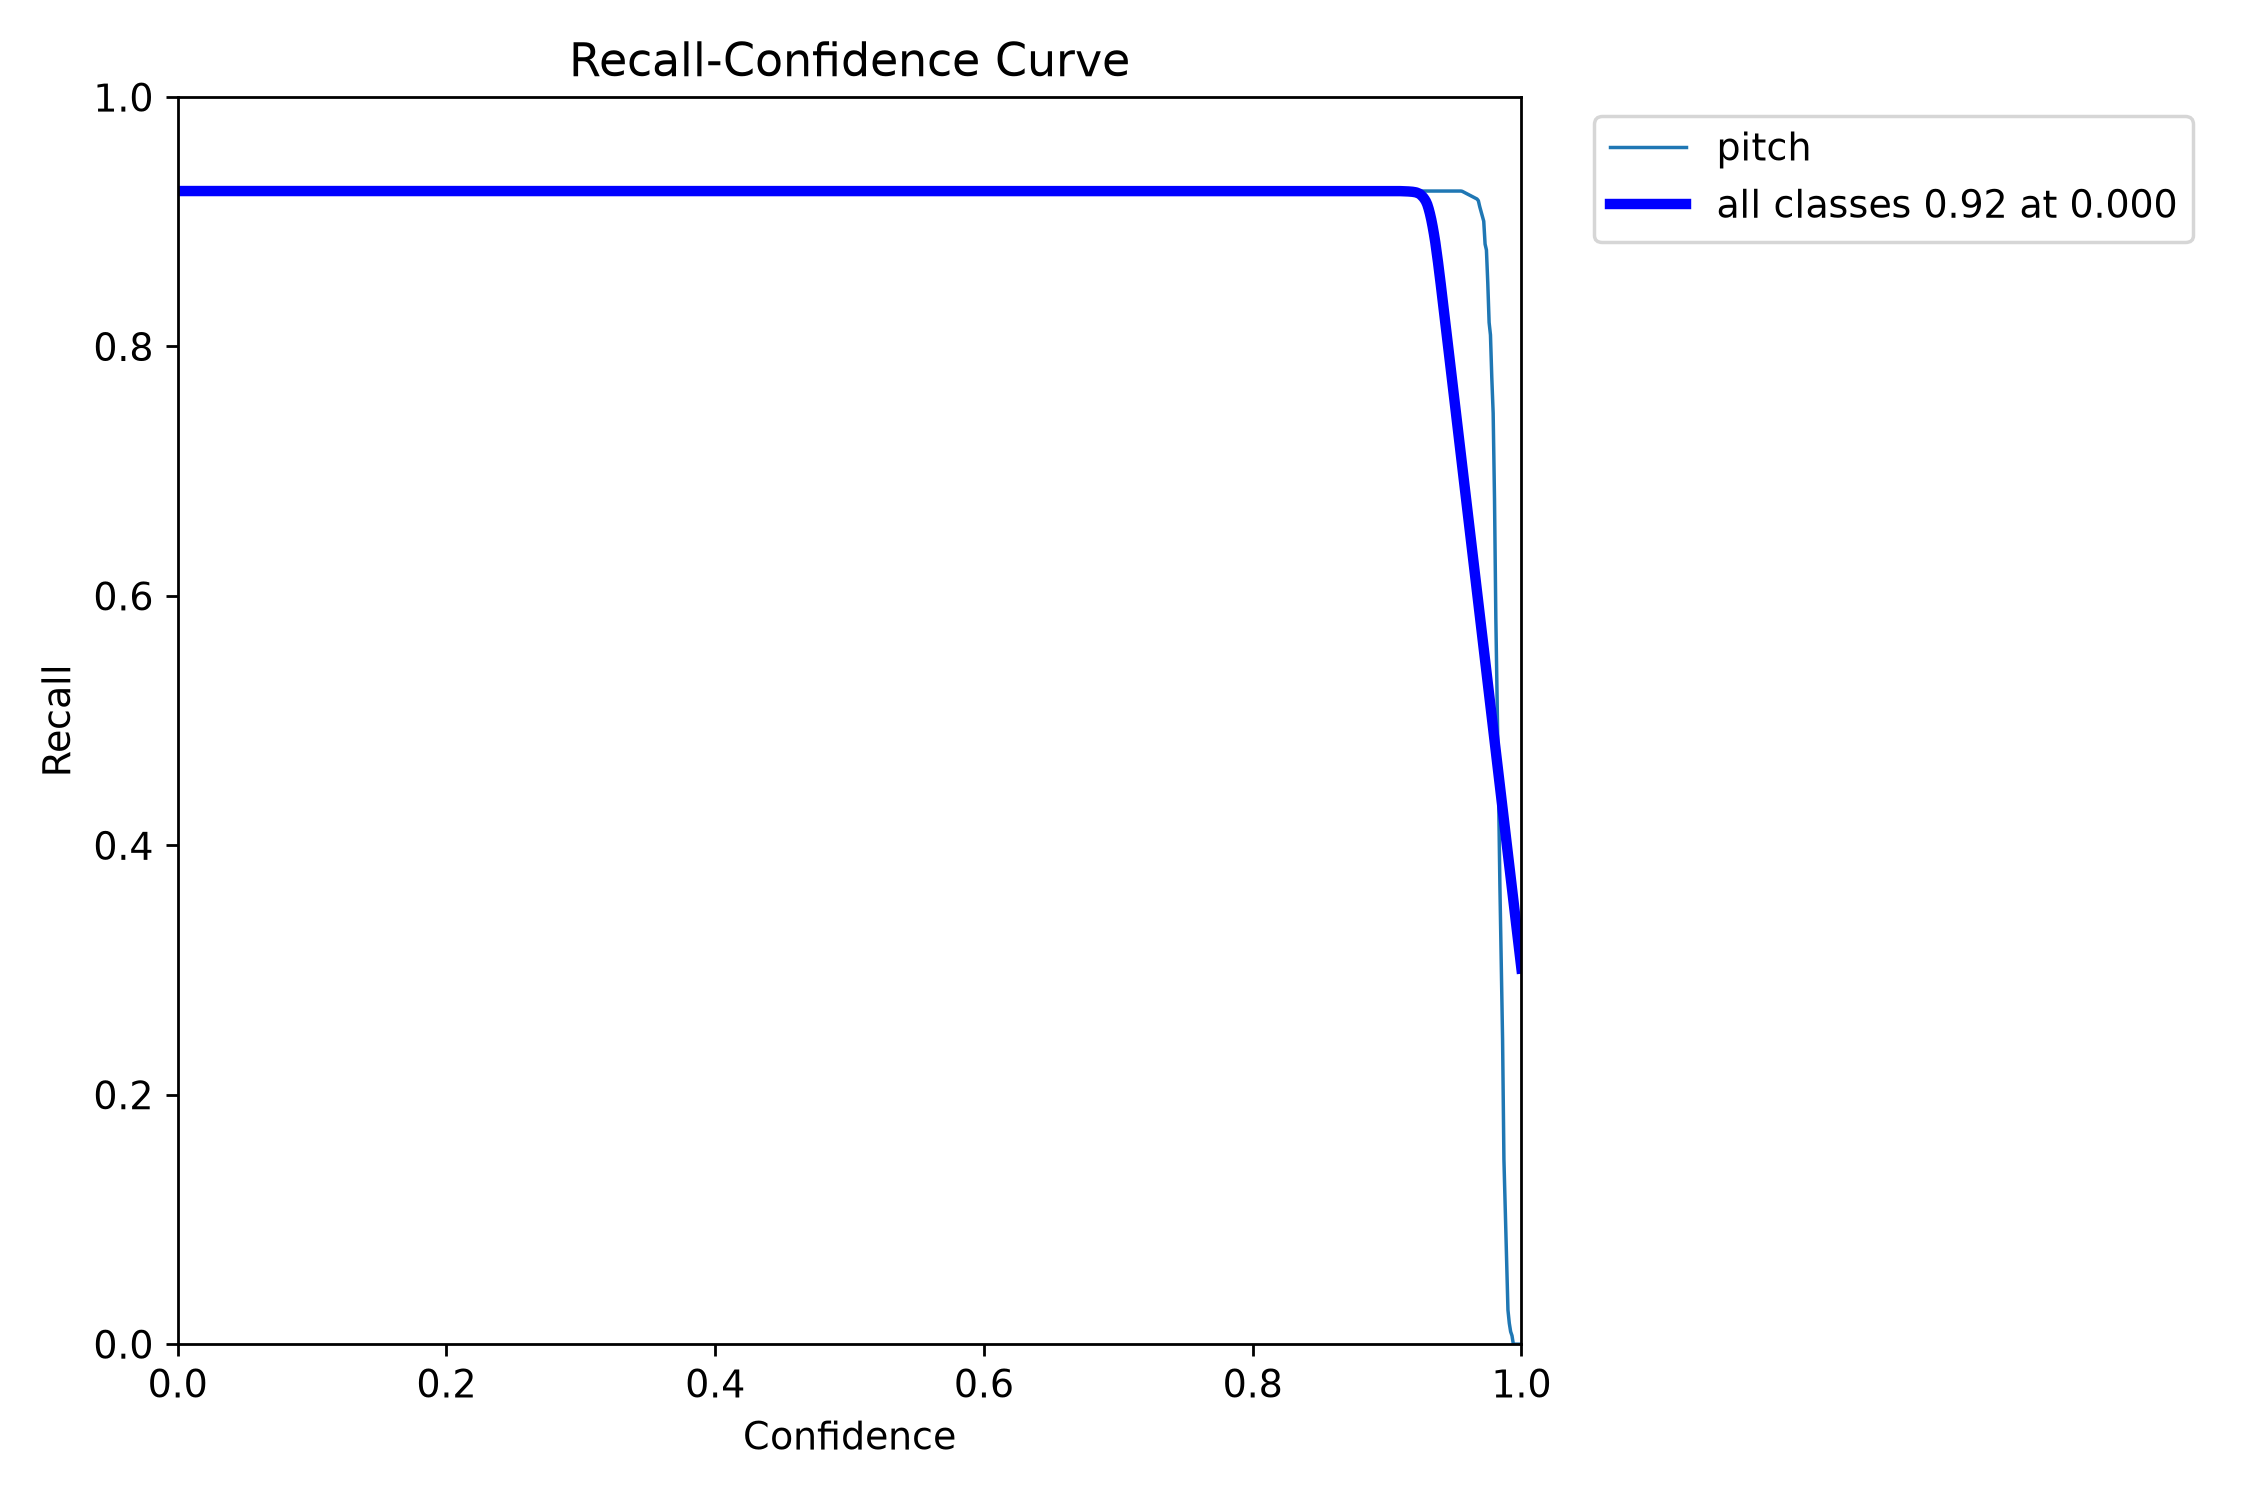 Recall-Confidence Curve
1.0
0.8
0.6
0.4
0.2
0.0
Recall
0.0 0.2 0.4 0.6 0.8 1.0
Confidence
pitch
all classes 0.92 at 0.000